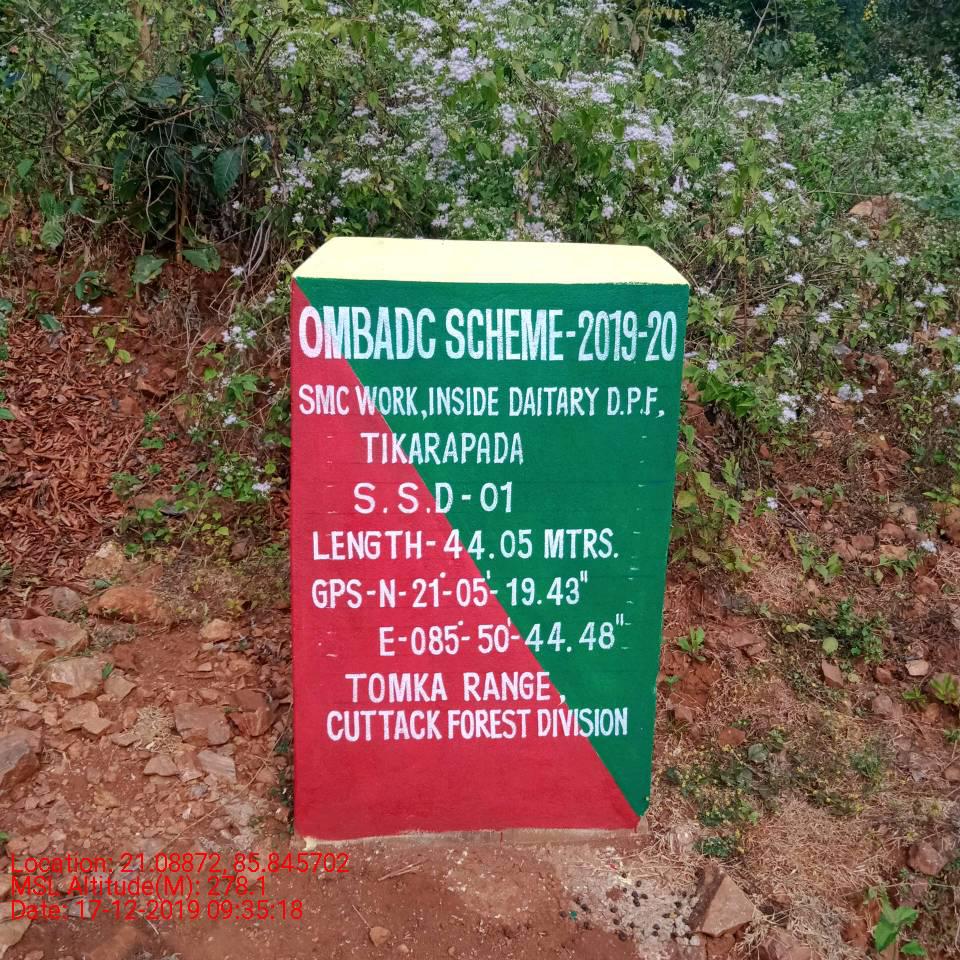 OMBADC SCHEME-2019-20
SMC WORK,INSIDE DAITARY D.P.F,
TIKARAPADA
S.S.D-01
LENGTH-44.05 MTRS.
GPS-N-21°-05'-19.43"
E-085°-50'-44.48"
TOMKA RANGE,
CUTTACK FOREST DIVISION
Location: 21.08872, 85.845702
MSL Altitude(M): 278.1
Date: 17-12-2019 09:35:18